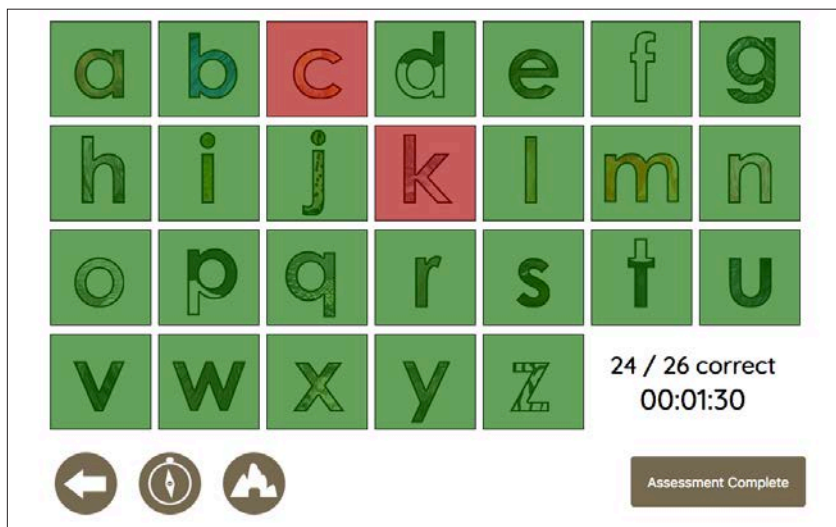 a b c d e f g
h i j k l m n
o p q r s t u
v w x y z
24 / 26 correct
00:01:30
Assessment Complete